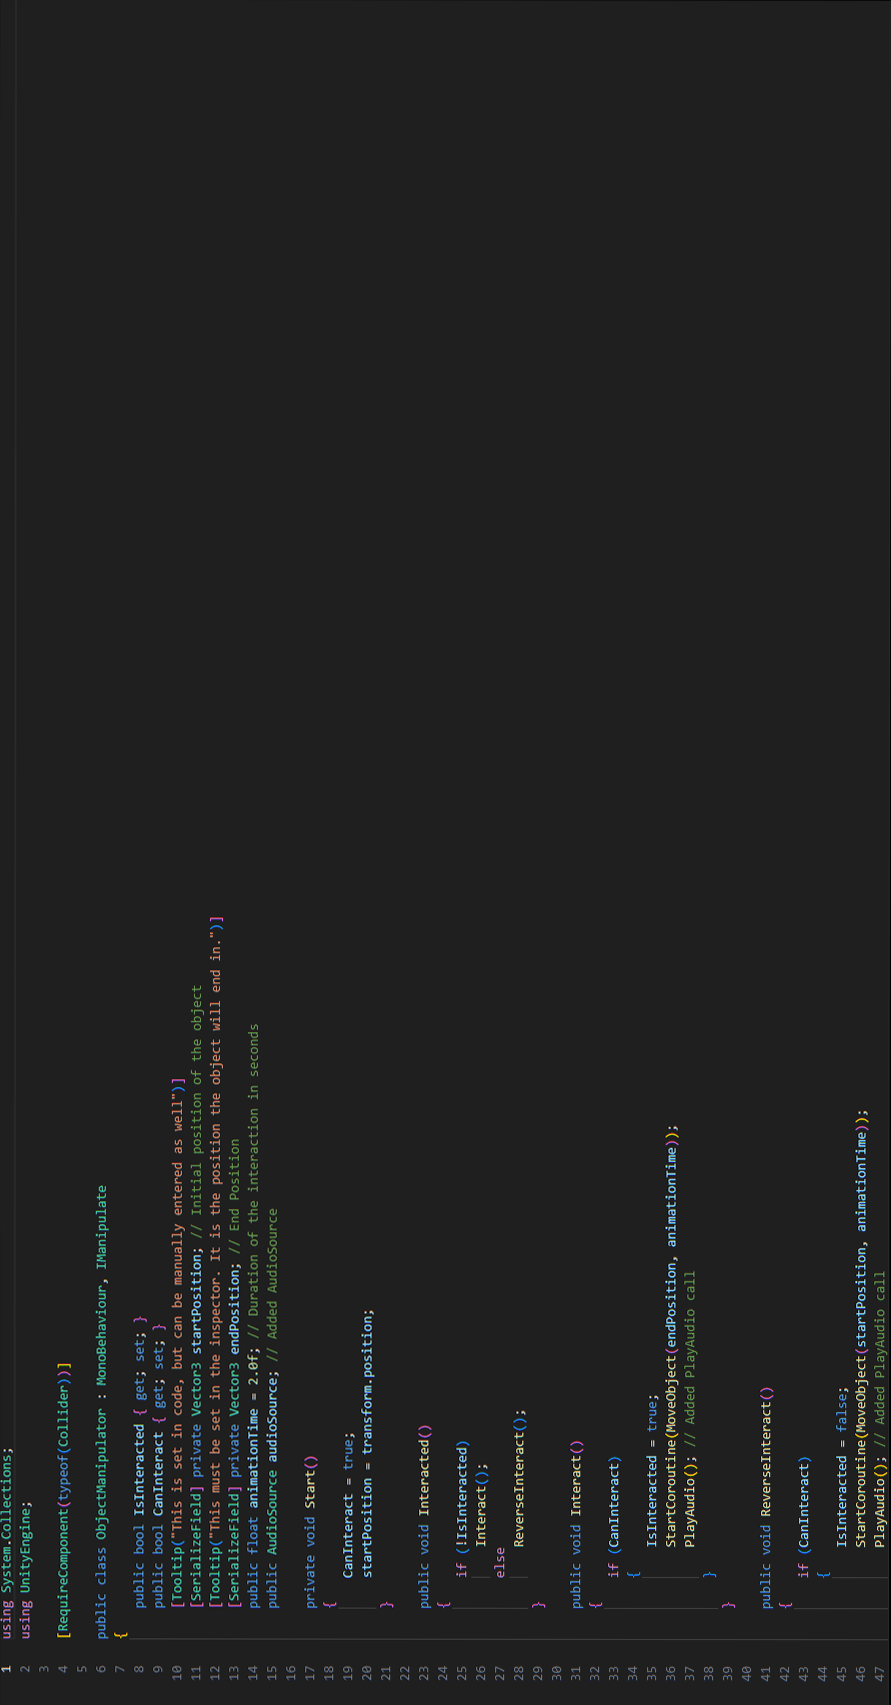 1 using System.Collections;
2 using UnityEngine;
3
4 [RequireComponent(typeof(Collider))]
5
6 public class ObjectManipulator : MonoBehaviour, IManipulate
7 {
8 public bool IsInteracted { get; set; }
9 public bool CanInteract { get; set; }
10 [Tooltip("This is set in code, but can be manually entered as well")]
11 [SerializeField] private Vector3 startPosition; // Initial position of the object
12 [Tooltip("This must be set in the inspector. It is the position the object will end in.")]
13 [SerializeField] private Vector3 endPosition; // End Position
14 public float animationTime = 2.0f; // Duration of the interaction in seconds
15 public AudioSource audioSource; // Added AudioSource
16
17 private void Start()
18 {
19 CanInteract = true;
20 startPosition = transform.position;
21 }
22
23 public void Interacted()
24 {
25 if (!IsInteracted)
26 Interact();
27 else
28 ReverseInteract();
29 }
30
31 public void Interact()
32 {
33 if (CanInteract)
34 {
35 IsInteracted = true;
36 StartCoroutine(MoveObject(endPosition, animationTime));
37 PlayAudio(); // Added PlayAudio call
38 }
39 }
40
41 public void ReverseInteract()
42 {
43 if (CanInteract)
44 {
45 IsInteracted = false;
46 StartCoroutine(MoveObject(startPosition, animationTime));
47 PlayAudio(); // Added PlayAudio call